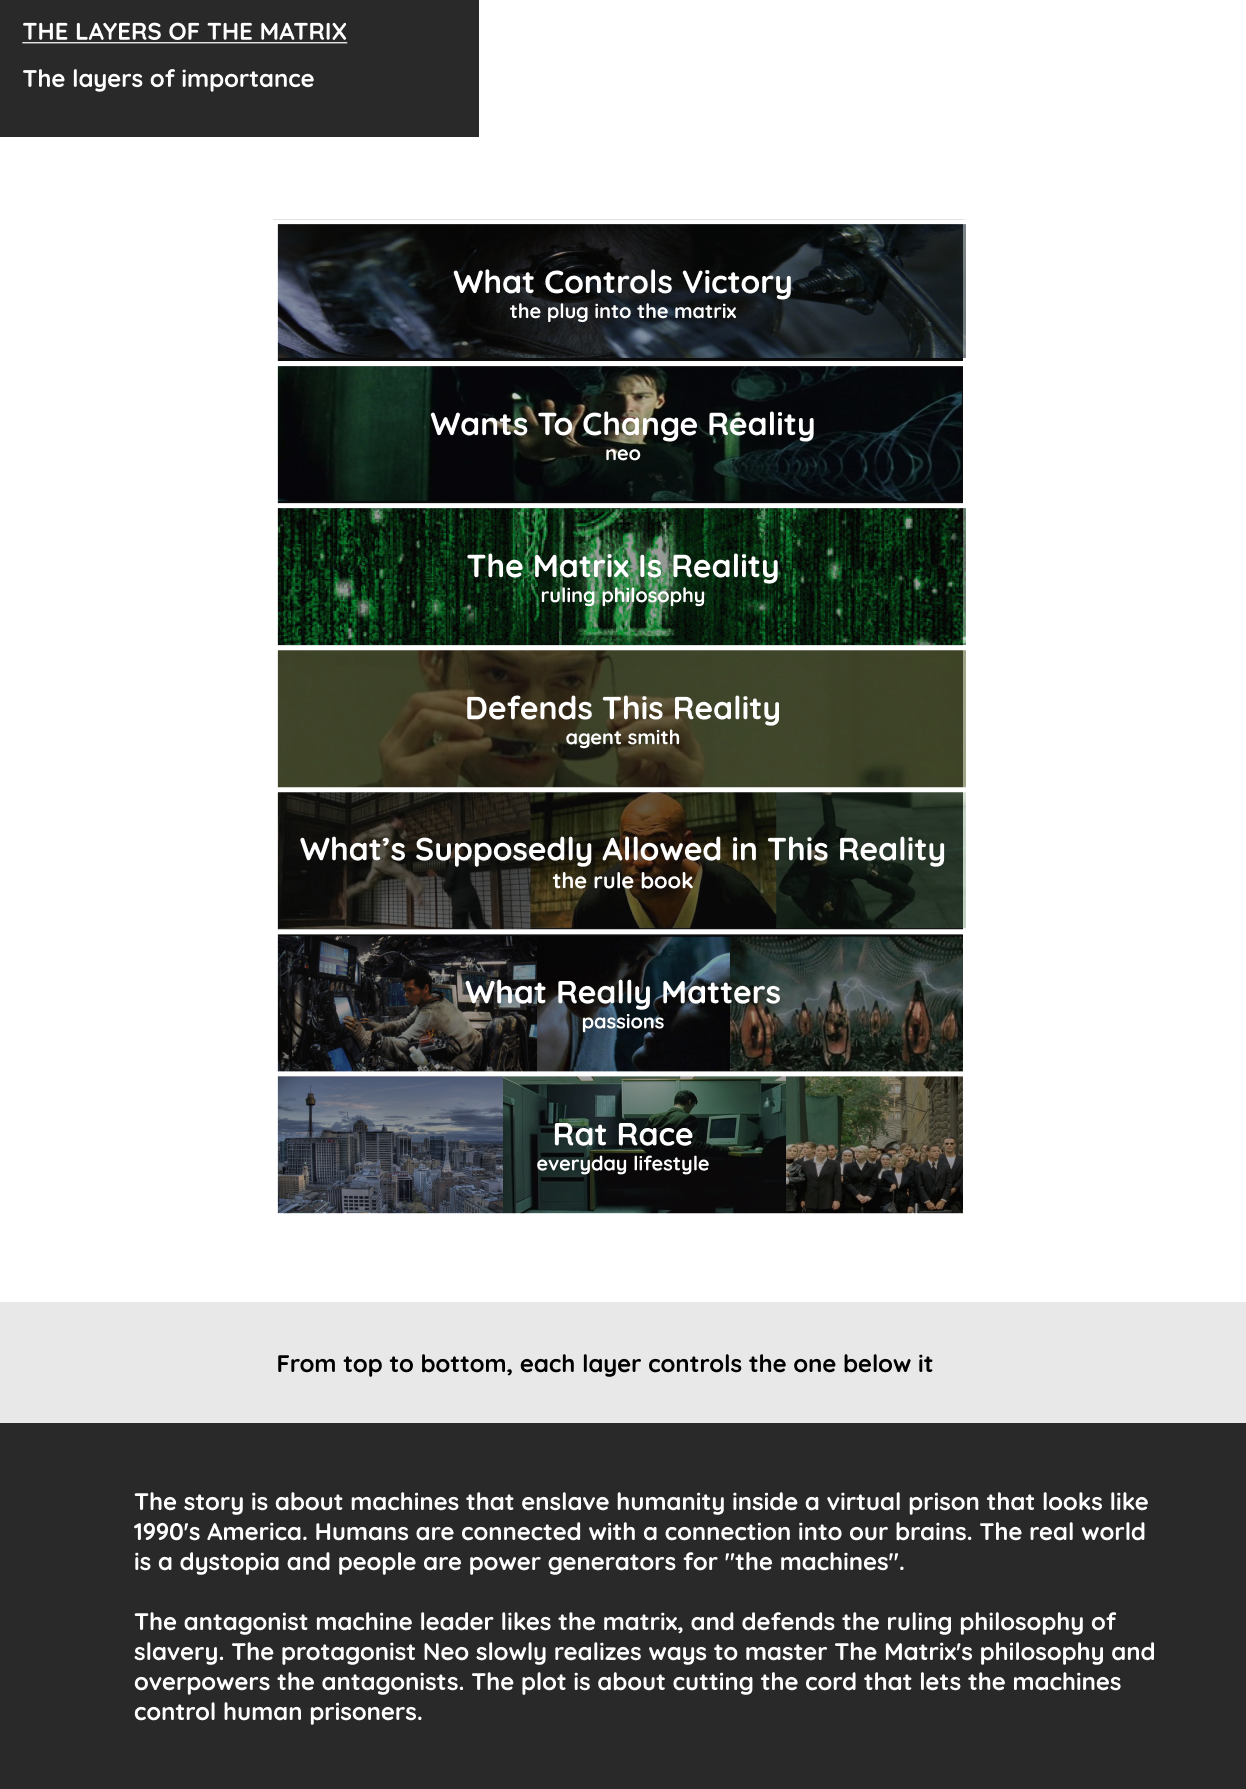 THE LAYERS OF THE MATRIX
The layers of importance
What Controls Victory
the plug into the matrix
Wants To Change Reality
neo
The Matrix Is Reality
ruling philosophy
Defends This Reality
agent smith
What’s Supposedly Allowed in This Reality
the rule book
What Really Matters
passions
Rat Race
everyday lifestyle
From top to bottom, each layer controls the one below it
The story is about machines that enslave humanity inside a virtual prison that looks like
1990's America. Humans are connected with a connection into our brains. The real world
is a dystopia and people are power generators for "the machines".
The antagonist machine leader likes the matrix, and defends the ruling philosophy of
slavery. The protagonist Neo slowly realizes ways to master The Matrix's philosophy and
overpowers the antagonists. The plot is about cutting the cord that lets the machines
control human prisoners.